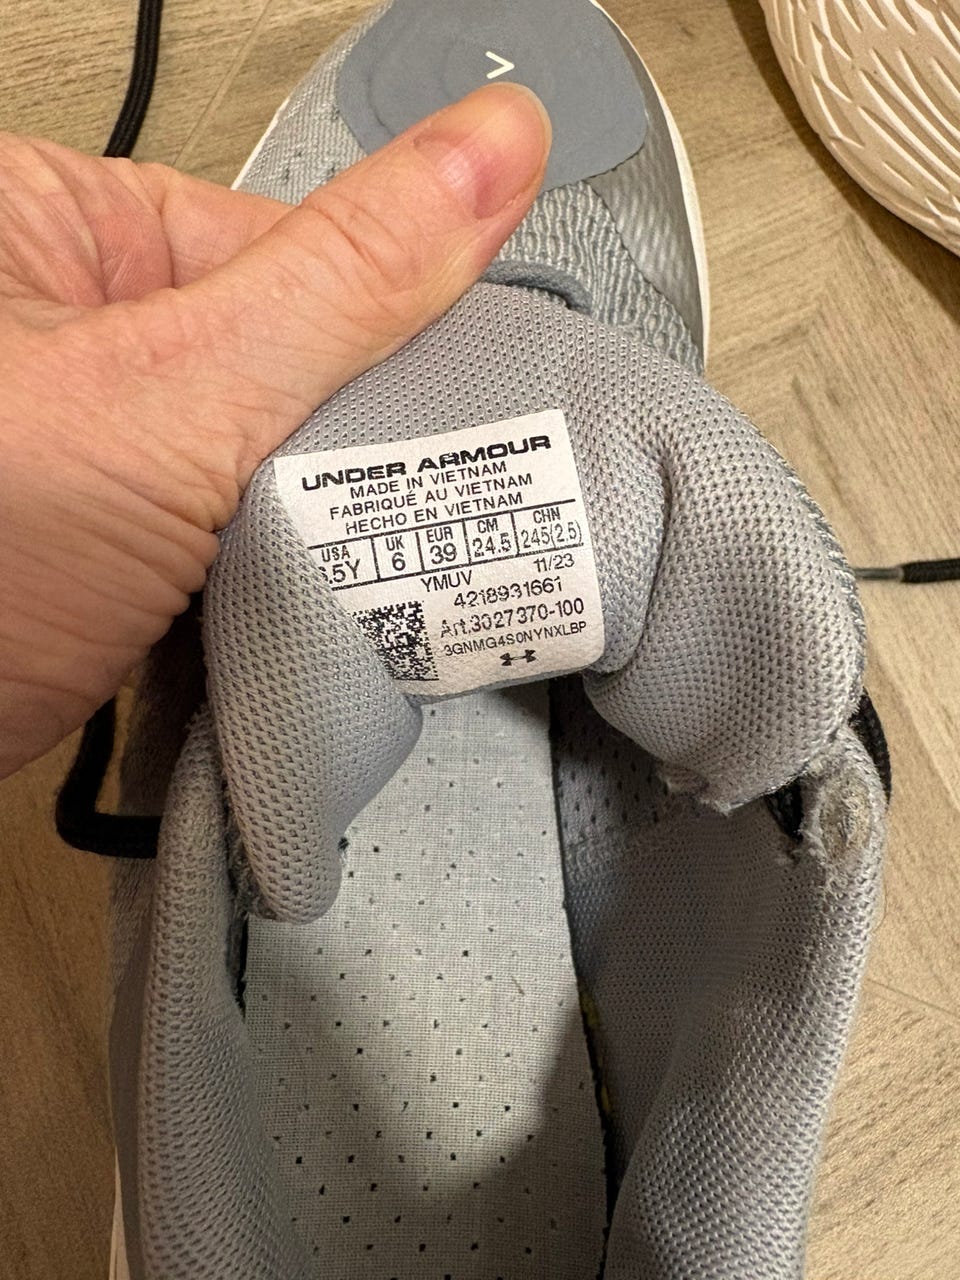 >
UNDER ARMOUR
MADE IN VIETNAM
FABRIQUÉ AU VIETNAM
HECHO EN VIETNAM
USA UK EUR CM CHN
.5Y 6 39 24.5 245(2.5)
YMUV 11/23
4218931661
Art.3027370-100
3GNMG4S0NYNXLBP